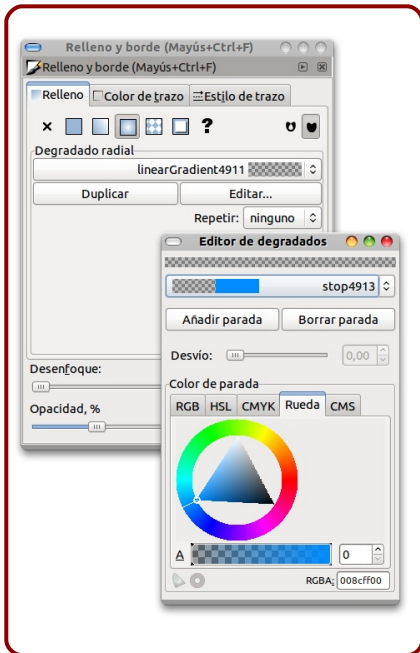 Relleno y borde (Mayús+Ctrl+F)
Relleno y borde (Mayús+Ctrl+F)
Relleno Color de trazo Estilo de trazo
?
Degradado radial
linearGradient4911
Duplicar Editar...
Repetir: ninguno
Desenfoque:
Opacidad, %
Editor de degradados
stop4913
Añadir parada Borrar parada
Desvío: 0,00
Color de parada
RGB HSL CMYK Rueda CMS
A 0
RGBA: 008cff00